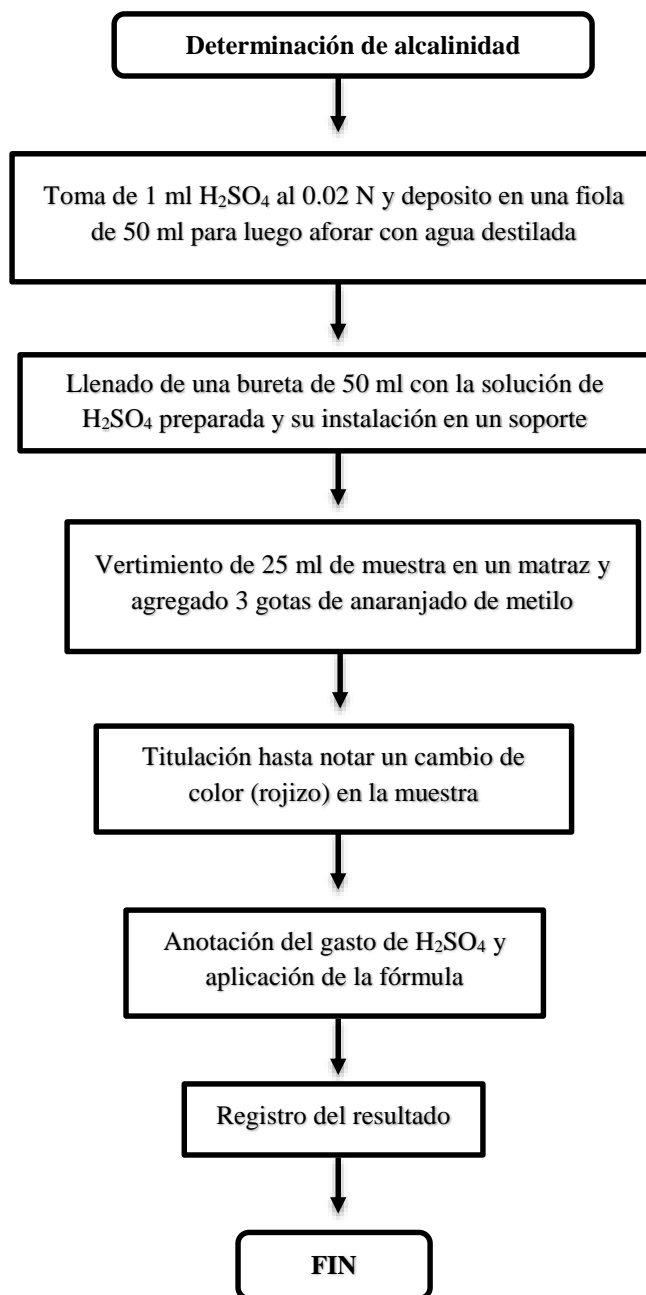 Determinación de alcalinidad
Toma de 1 ml H₂SO₄ al 0.02 N y deposito en una fiola
de 50 ml para luego aforar con agua destilada
Llenado de una bureta de 50 ml con la solución de
H₂SO₄ preparada y su instalación en un soporte
Vertimiento de 25 ml de muestra en un matraz y
agregado 3 gotas de anaranjado de metilo
Titulación hasta notar un cambio de
color (rojizo) en la muestra
Anotación del gasto de H₂SO₄ y
aplicación de la fórmula
Registro del resultado
FIN